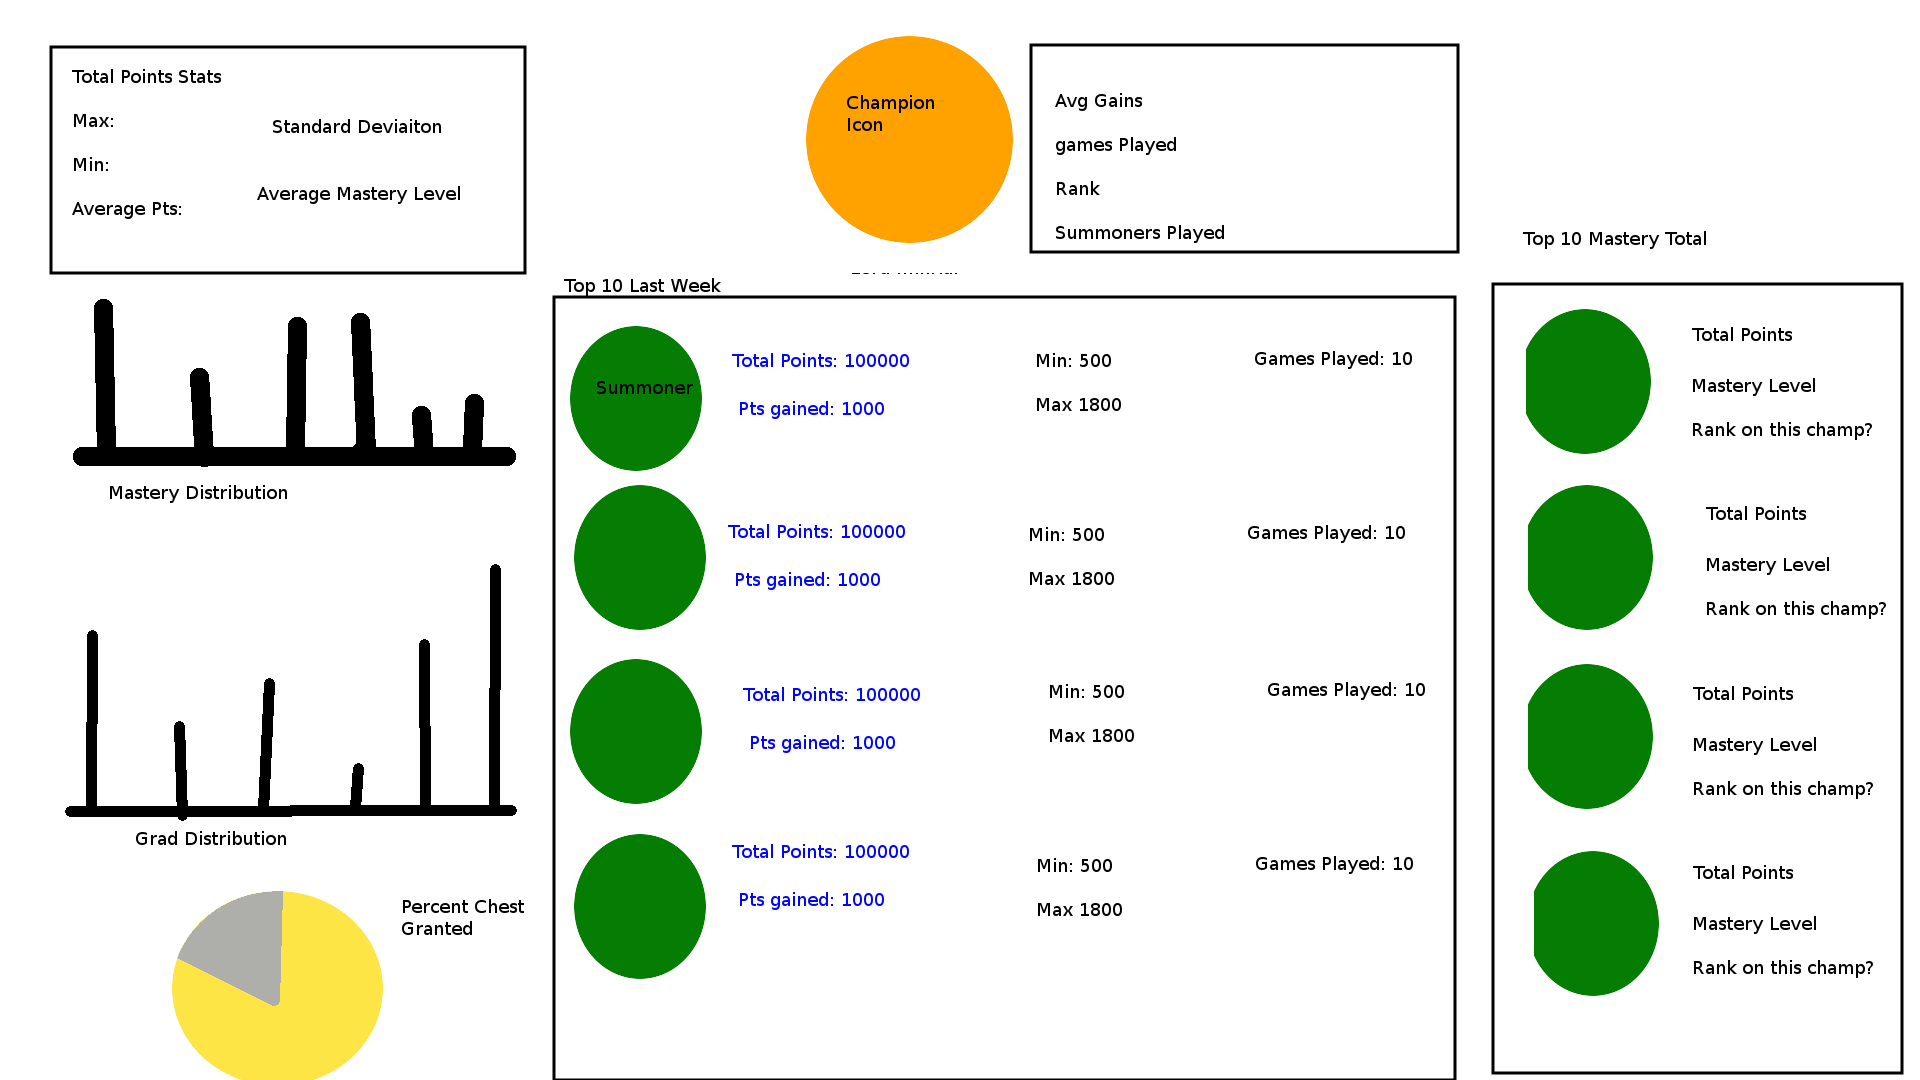 Total Points Stats
Max:
Standard Deviaiton
Min:
Average Mastery Level
Average Pts:
Champion
Icon
Avg Gains
games Played
Rank
Summoners Played
Mastery Distribution
Grad Distribution
Percent Chest
Granted
Top 10 Last Week
Summoner
Total Points: 100000
Pts gained: 1000
Min: 500
Max 1800
Games Played: 10
Total Points: 100000
Pts gained: 1000
Min: 500
Max 1800
Games Played: 10
Total Points: 100000
Pts gained: 1000
Min: 500
Max 1800
Games Played: 10
Total Points: 100000
Pts gained: 1000
Min: 500
Max 1800
Games Played: 10
Top 10 Mastery Total
Total Points
Mastery Level
Rank on this champ?
Total Points
Mastery Level
Rank on this champ?
Total Points
Mastery Level
Rank on this champ?
Total Points
Mastery Level
Rank on this champ?